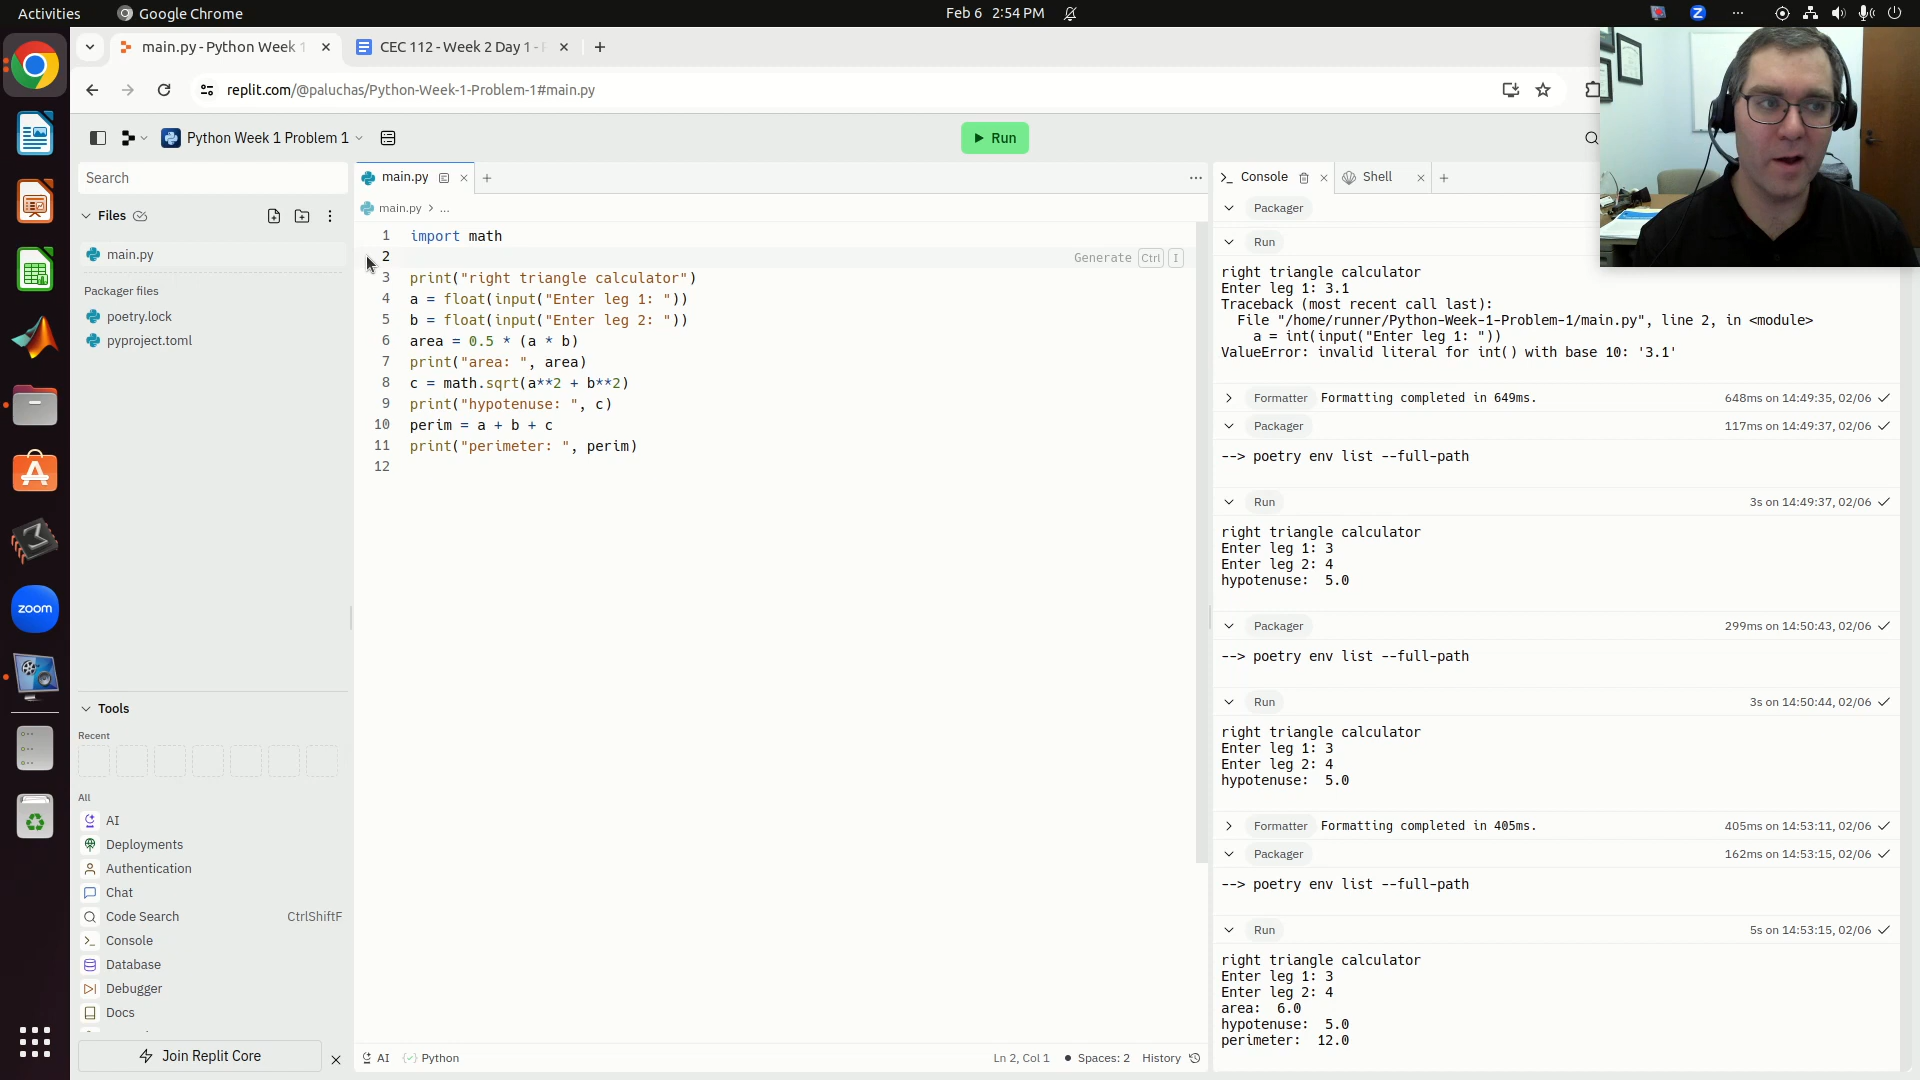 Activities
Google Chrome
Feb 6 2:54 PM
main.py - Python Week 1
CEC 112 - Week 2 Day 1 -
replit.com/@paluchas/Python-Week-1-Problem-1#main.py
Python Week 1 Problem 1
Run
Search
Files
main.py
Packager files
poetry.lock
pyproject.toml
Tools
Recent
All
AI
Deployments
Authentication
Chat
Code Search CtrlShiftF
Console
Database
Debugger
Docs
Join Replit Core
zoom
main.py
main.py > ...
1 import math
2 Generate Ctrl I
3 print("right triangle calculator")
4 a = float(input("Enter leg 1: "))
5 b = float(input("Enter leg 2: "))
6 area = 0.5 * (a * b)
7 print("area: ", area)
8 c = math.sqrt(a**2 + b**2)
9 print("hypotenuse: ", c)
10 perim = a + b + c
11 print("perimeter: ", perim)
12
AI Python Ln 2, Col 1 Spaces: 2 History
Console Shell
Packager
Run
right triangle calculator
Enter leg 1: 3.1
Traceback (most recent call last):
File "/home/runner/Python-Week-1-Problem-1/main.py", line 2, in <module>
a = int(input("Enter leg 1: "))
ValueError: invalid literal for int() with base 10: '3.1'
Formatter Formatting completed in 649ms. 648ms on 14:49:35, 02/06
Packager 117ms on 14:49:37, 02/06
--> poetry env list --full-path
Run 3s on 14:49:37, 02/06
right triangle calculator
Enter leg 1: 3
Enter leg 2: 4
hypotenuse:  5.0
Packager 299ms on 14:50:43, 02/06
--> poetry env list --full-path
Run 3s on 14:50:44, 02/06
right triangle calculator
Enter leg 1: 3
Enter leg 2: 4
hypotenuse:  5.0
Formatter Formatting completed in 405ms. 405ms on 14:53:11, 02/06
Packager 162ms on 14:53:15, 02/06
--> poetry env list --full-path
Run 5s on 14:53:15, 02/06
right triangle calculator
Enter leg 1: 3
Enter leg 2: 4
area:  6.0
hypotenuse:  5.0
perimeter:  12.0